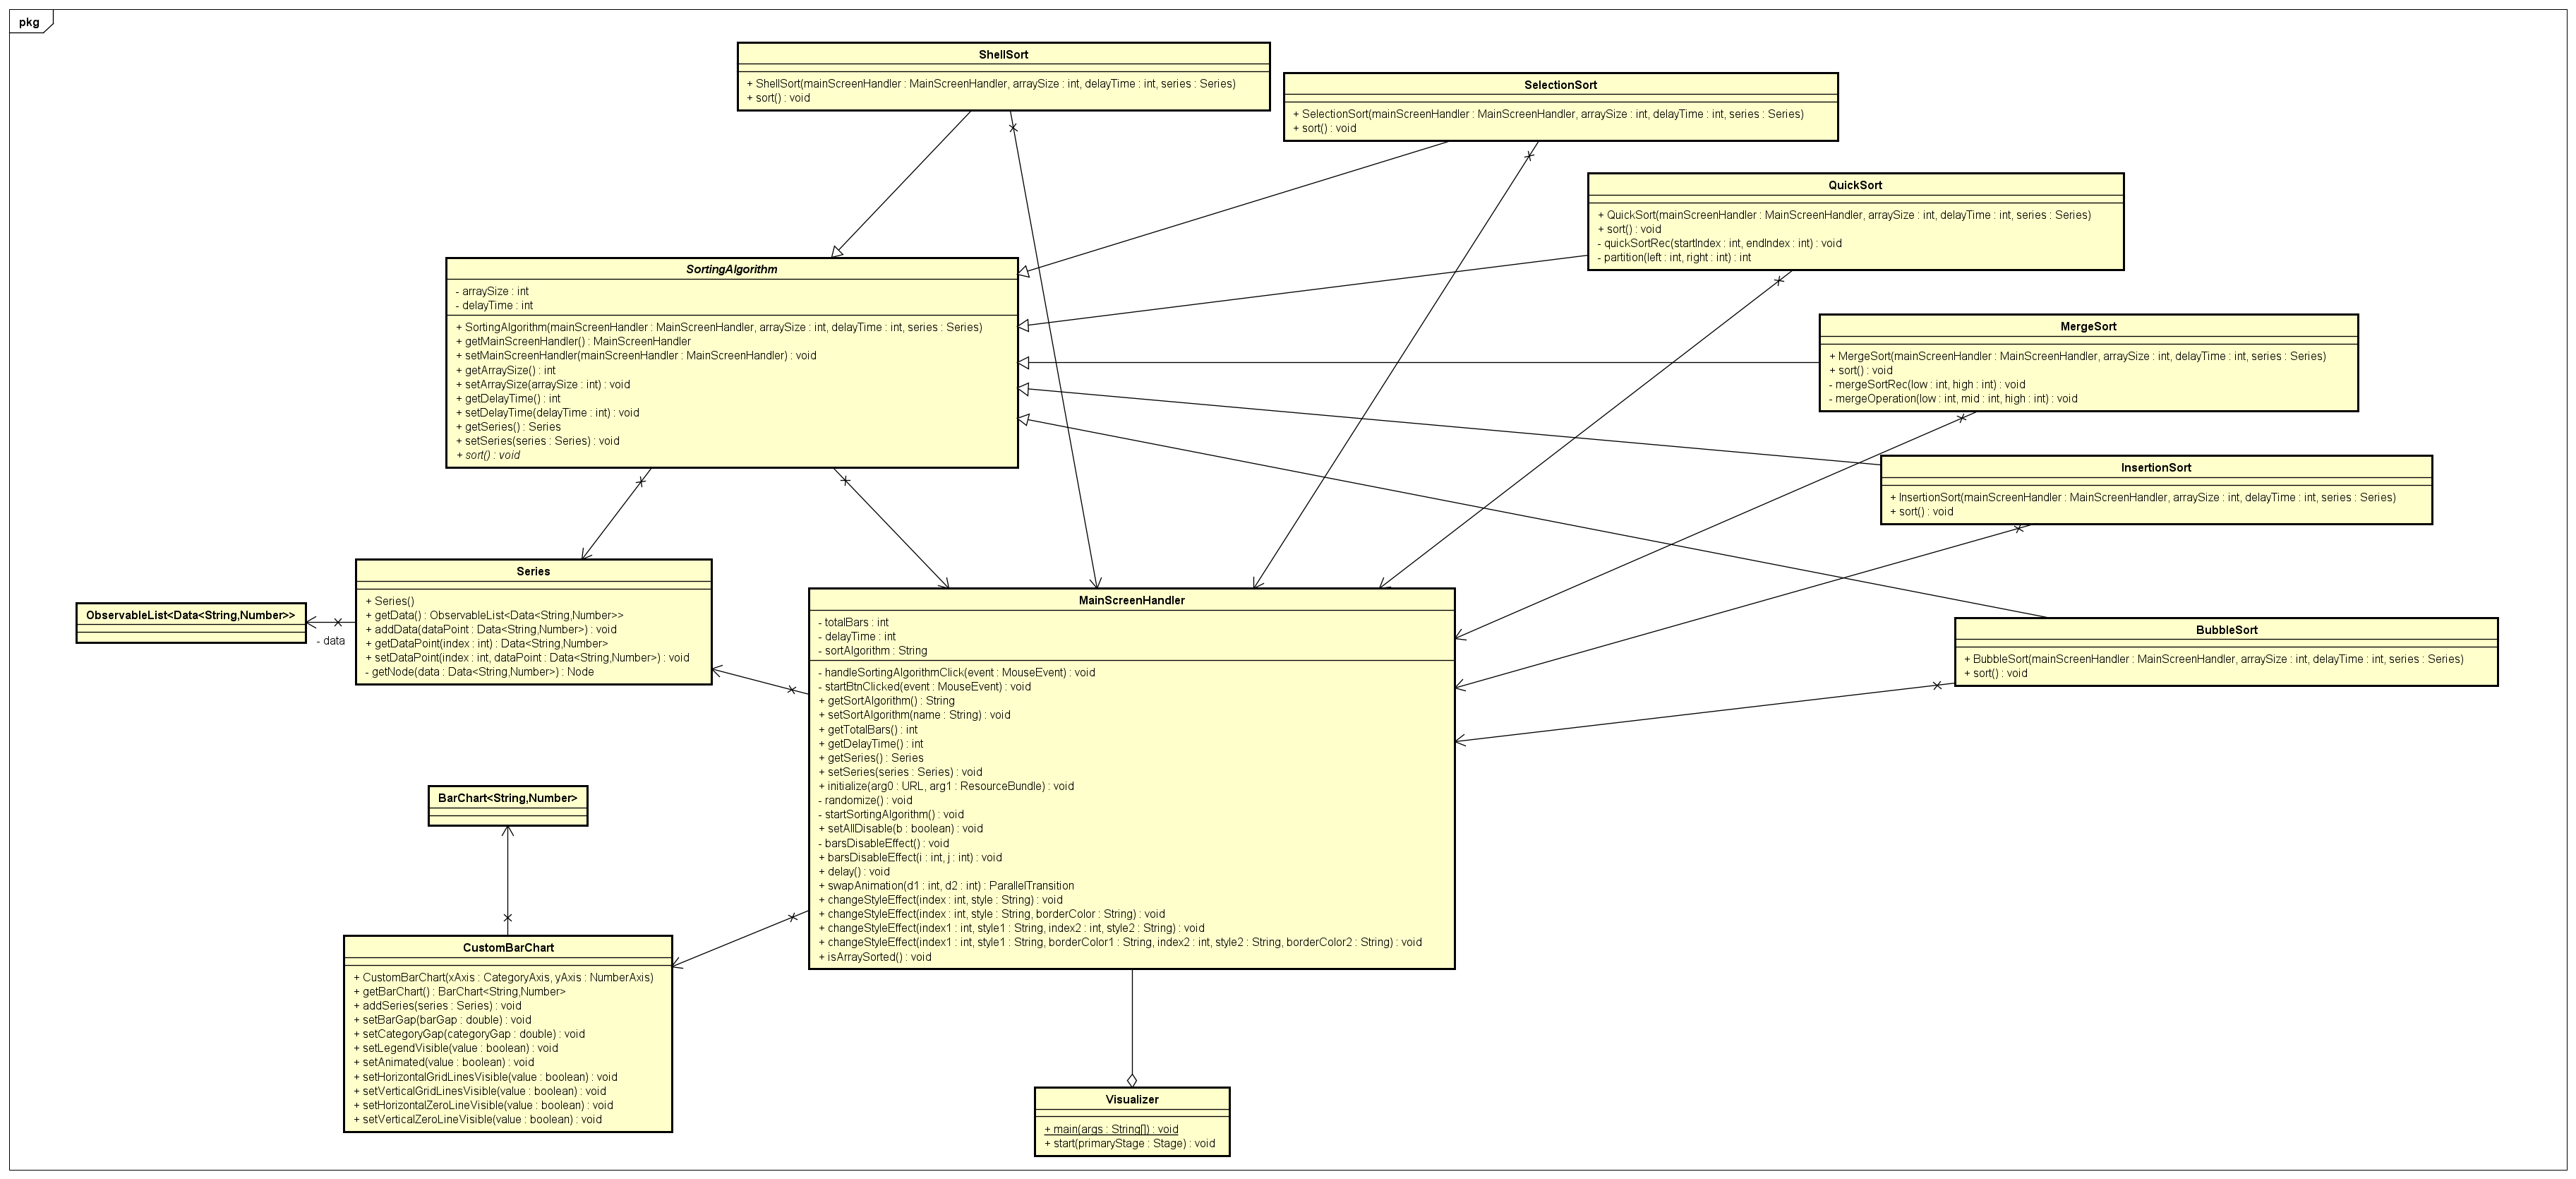 pkg
ShellSort
+ ShellSort(mainScreenHandler : MainScreenHandler, arraySize : int, delayTime : int, series : Series)
+ sort() : void
SelectionSort
+ SelectionSort(mainScreenHandler : MainScreenHandler, arraySize : int, delayTime : int, series : Series)
+ sort() : void
QuickSort
+ QuickSort(mainScreenHandler : MainScreenHandler, arraySize : int, delayTime : int, series : Series)
+ sort() : void
- quickSortRec(startIndex : int, endIndex : int) : void
- partition(left : int, right : int) : int
SortingAlgorithm
- arraySize : int
- delayTime : int
+ SortingAlgorithm(mainScreenHandler : MainScreenHandler, arraySize : int, delayTime : int, series : Series)
+ getMainScreenHandler() : MainScreenHandler
+ setMainScreenHandler(mainScreenHandler : MainScreenHandler) : void
+ getArraySize() : int
+ setArraySize(arraySize : int) : void
+ getDelayTime() : int
+ setDelayTime(delayTime : int) : void
+ getSeries() : Series
+ setSeries(series : Series) : void
+ sort() : void
MergeSort
+ MergeSort(mainScreenHandler : MainScreenHandler, arraySize : int, delayTime : int, series : Series)
+ sort() : void
- mergeSortRec(low : int, high : int) : void
- mergeOperation(low : int, mid : int, high : int) : void
InsertionSort
+ InsertionSort(mainScreenHandler : MainScreenHandler, arraySize : int, delayTime : int, series : Series)
+ sort() : void
BubbleSort
+ BubbleSort(mainScreenHandler : MainScreenHandler, arraySize : int, delayTime : int, series : Series)
+ sort() : void
ObservableList<Data<String,Number>>
- data
Series
+ Series()
+ getData() : ObservableList<Data<String,Number>>
+ addData(dataPoint : Data<String,Number>) : void
+ getDataPoint(index : int) : Data<String,Number>
+ setDataPoint(index : int, dataPoint : Data<String,Number>) : void
- getNode(data : Data<String,Number>) : Node
MainScreenHandler
- totalBars : int
- delayTime : int
- sortAlgorithm : String
- handleSortingAlgorithmClick(event : MouseEvent) : void
- startBtnClicked(event : MouseEvent) : void
+ getSortAlgorithm() : String
+ setSortAlgorithm(name : String) : void
+ getTotalBars() : int
+ getDelayTime() : int
+ getSeries() : Series
+ setSeries(series : Series) : void
+ initialize(arg0 : URL, arg1 : ResourceBundle) : void
- randomize() : void
- startSortingAlgorithm() : void
+ setAllDisable(b : boolean) : void
- barsDisableEffect() : void
+ barsDisableEffect(i : int, j : int) : void
+ delay() : void
+ swapAnimation(d1 : int, d2 : int) : ParallelTransition
+ changeStyleEffect(index : int, style : String) : void
+ changeStyleEffect(index : int, style : String, borderColor : String) : void
+ changeStyleEffect(index1 : int, style1 : String, index2 : int, style2 : String) : void
+ changeStyleEffect(index1 : int, style1 : String, borderColor1 : String, index2 : int, style2 : String, borderColor2 : String) : void
+ isArraySorted() : void
BarChart<String,Number>
CustomBarChart
+ CustomBarChart(xAxis : CategoryAxis, yAxis : NumberAxis)
+ getBarChart() : BarChart<String,Number>
+ addSeries(series : Series) : void
+ setBarGap(barGap : double) : void
+ setCategoryGap(categoryGap : double) : void
+ setLegendVisible(value : boolean) : void
+ setAnimated(value : boolean) : void
+ setHorizontalGridLinesVisible(value : boolean) : void
+ setVerticalGridLinesVisible(value : boolean) : void
+ setHorizontalZeroLineVisible(value : boolean) : void
+ setVerticalZeroLineVisible(value : boolean) : void
Visualizer
+ main(args : String[]) : void
+ start(primaryStage : Stage) : void